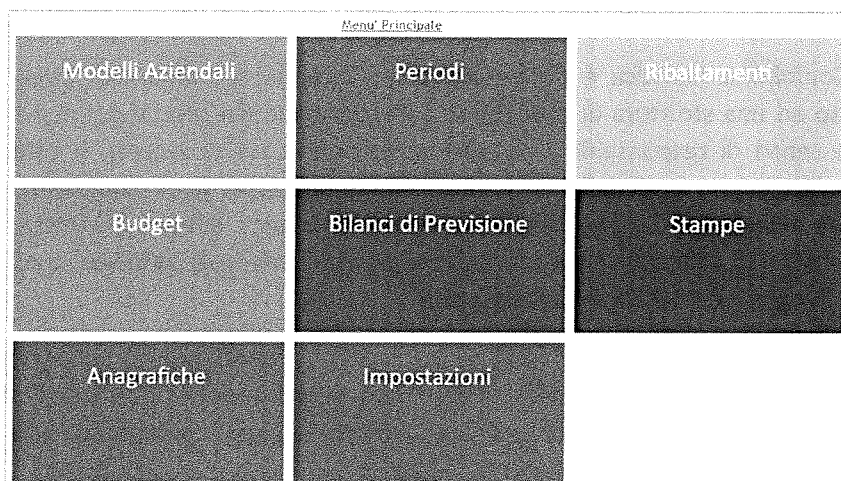 Menu' Principale
Modelli Aziendali
Periodi
Ribaltamenti
Budget
Bilanci di Previsione
Stampe
Anagrafiche
Impostazioni